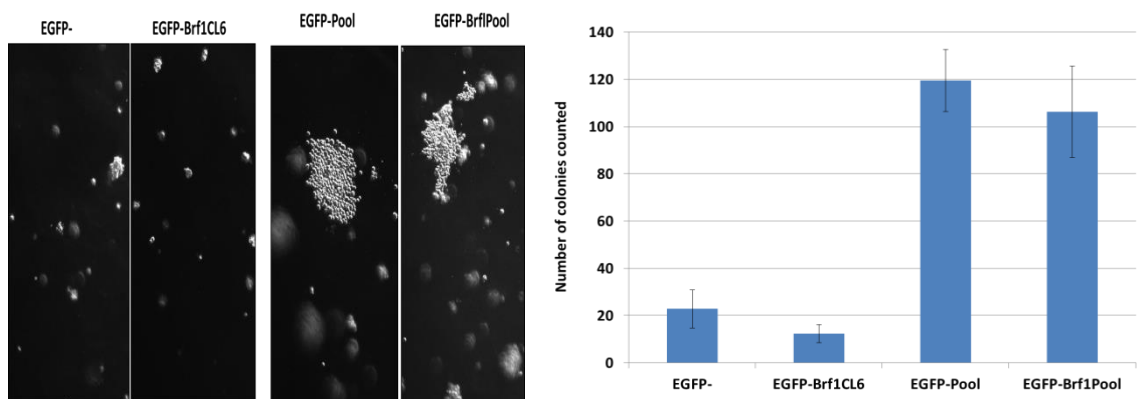 EGFP- EGFP-Brf1CL6 EGFP-Pool EGFP-BrflPool
Number of colonies counted
140
120
100
80
60
40
20
0
EGFP- EGFP-Brf1CL6 EGFP-Pool EGFP-Brf1Pool